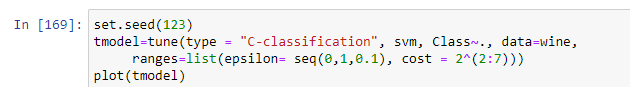 In [169]: set.seed(123)
tmodel=tune(type = "C-classification", svm, Class~., data=wine,
ranges=list(epsilon= seq(0,1,0.1), cost = 2^(2:7)))
plot(tmodel)